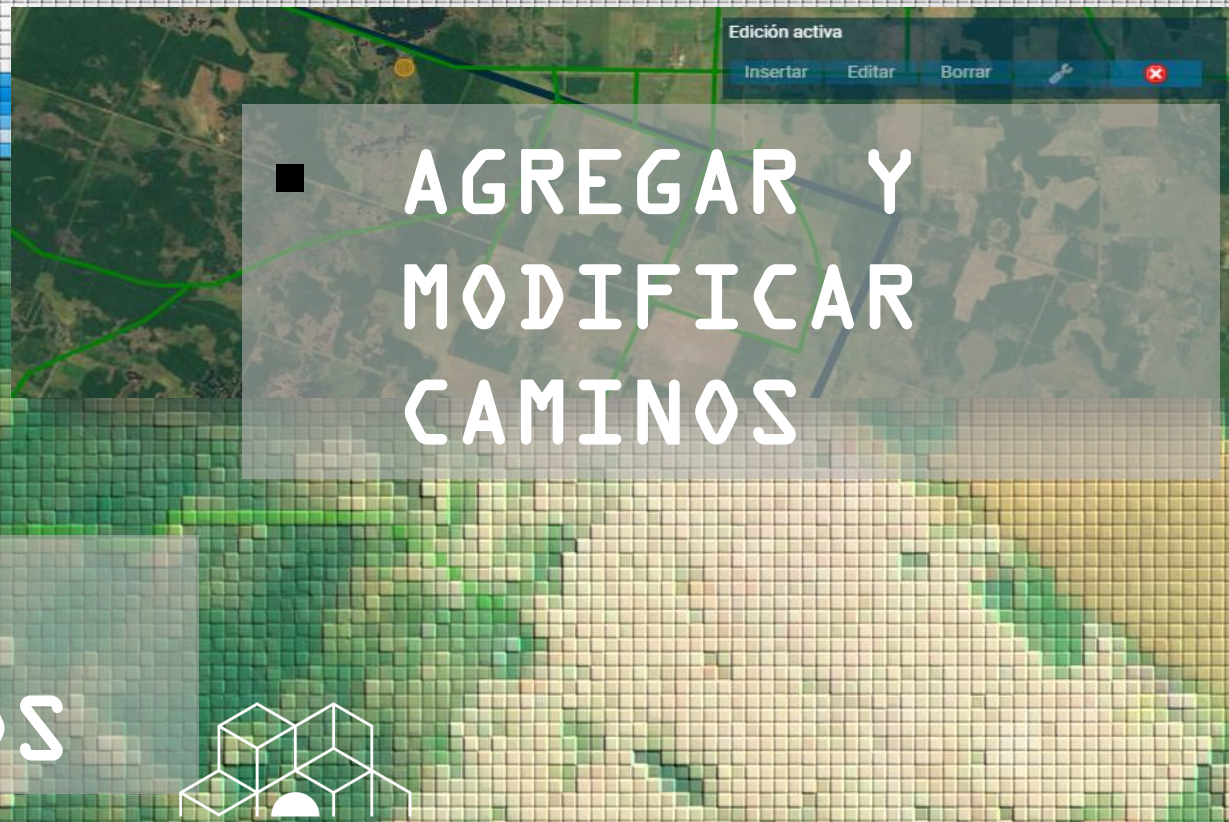 Edición activa
Insertar Editar Borrar
AGREGAR Y
MODIFICAR
CAMINOS